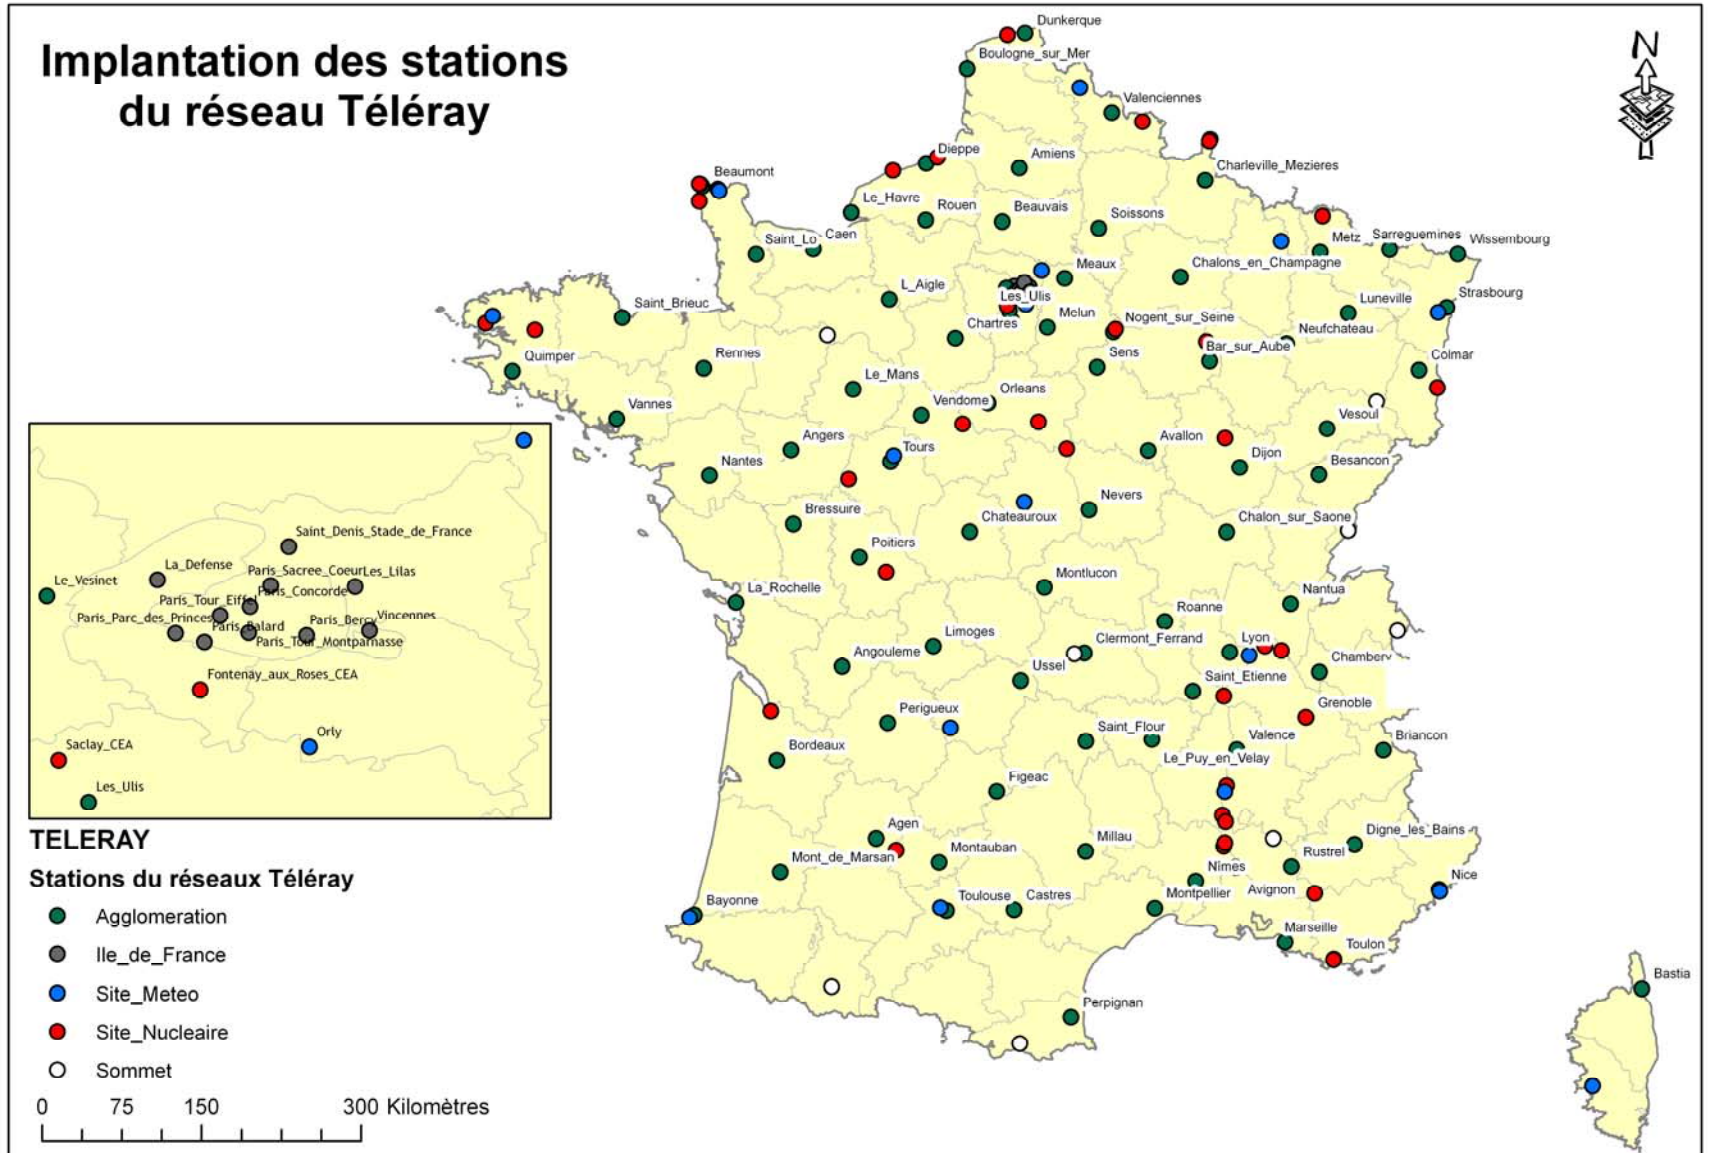 Implantation des stations
du réseau Téléray
N
Dunkerque
Boulogne_sur_Mer
Valenciennes
Dieppe
Amiens
Charleville_Mezieres
Beaumont
Le_Havre
Rouen
Beauvais
Soissons
Saint_Lo
Caen
Metz
Sarreguemines
Wissembourg
Meaux
Chalons_en_Champagne
L_Aigle
Les_Ulis
Luneville
Strasbourg
Saint_Brieuc
Chartres
Melun
Nogent_sur_Seine
Neufchateau
Bar_sur_Aube
Quimper
Rennes
Sens
Colmar
Le_Mans
Orleans
Vannes
Vendome
Vesoul
Angers
Tours
Avallon
Dijon
Besancon
Nantes
Nevers
Bressuire
Chateauroux
Chalon_sur_Saone
Poitiers
Montlucon
La_Rochelle
Nantua
Roanne
Limoges
Clermont_Ferrand
Lyon
Angouleme
Ussel
Chambery
Saint_Etienne
Perigueux
Grenoble
Saint_Flour
Valence
Briancon
Bordeaux
Le_Puy_en_Velay
Figeac
Agen
Millau
Digne_les_Bains
Mont_de_Marsan
Montauban
Rustrel
Nimes
Nice
Bayonne
Toulouse
Castres
Montpellier
Avignon
Marseille
Toulon
Bastia
Perpignan
Saint_Denis_Stade_de_France
La_Defense
Paris_Sacree_Coeur
Les_Lilas
Le_Vesinet
Paris_Concorde
Paris_Tour_Eiffel
Paris_Parc_des_Princes
Paris_Balard
Paris_Bercy
Vincennes
Paris_Tour_Montparnasse
Fontenay_aux_Roses_CEA
Orly
Saclay_CEA
Les_Ulis
TELERAY
Stations du réseaux Téléray
Agglomeration
Ile_de_France
Site_Meteo
Site_Nucleaire
Sommet
0 75 150 300 Kilomètres